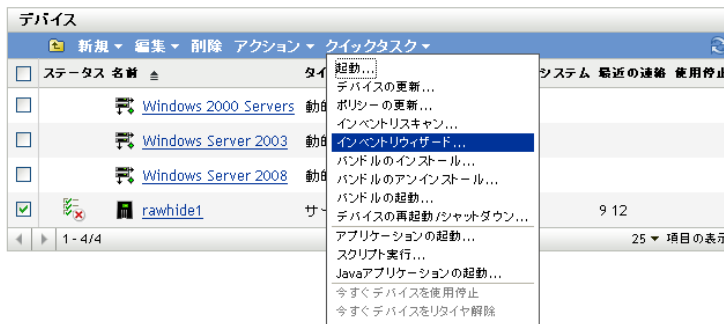 デバイス
新規 編集 削除 アクション クイックタスク
ステータス 名前 タイ システム 最近の連絡 使用停止
Windows 2000 Servers 動的
Windows Server 2003 動的
Windows Server 2008 動的
rawhide1 サー 9 12
1 - 4/4 25 項目の表示
起動...
デバイスの更新...
ポリシーの更新...
インベントリスキャン...
インベントリウィザード...
バンドルのインストール...
バンドルのアンインストール...
バンドルの起動...
デバイスの再起動/シャットダウン...
アプリケーションの起動...
スクリプト実行...
Javaアプリケーションの起動...
今すぐデバイスを使用停止
今すぐデバイスをリタイヤ解除